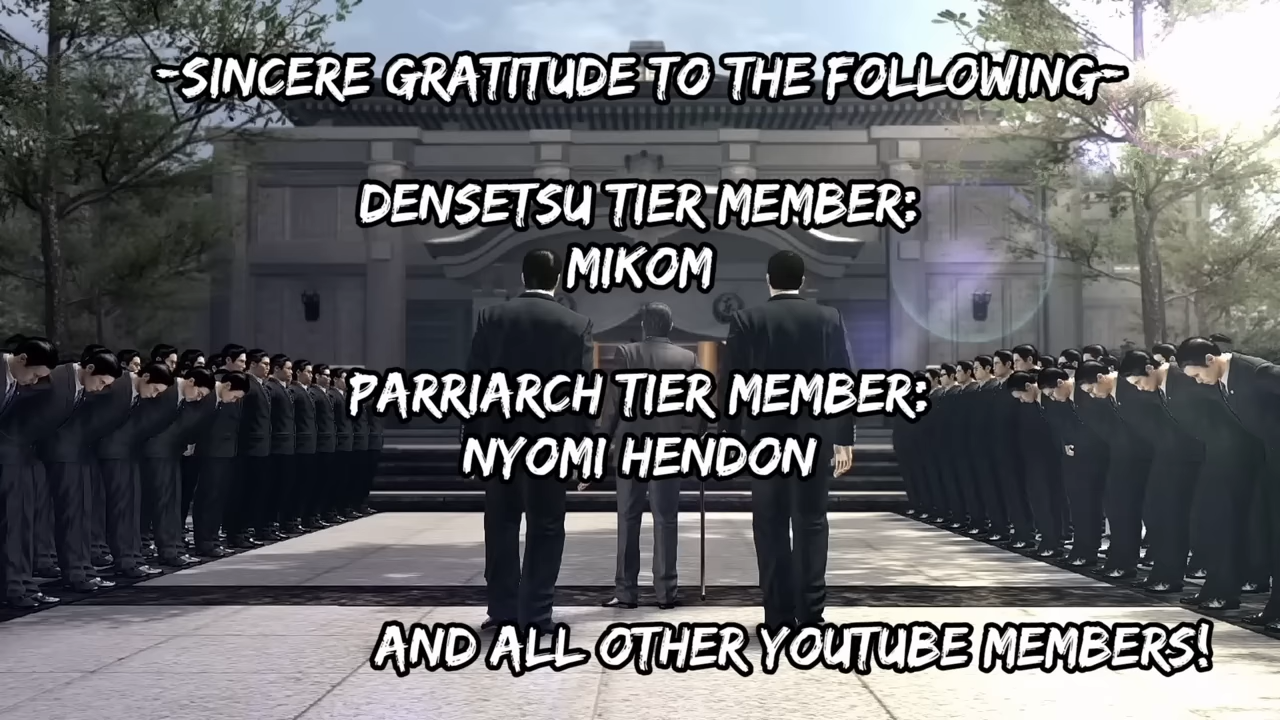 -SINCERE GRATITUDE TO THE FOLLOWING-
DENSETSU TIER MEMBER:
MIKOM
PARRIARCH TIER MEMBER:
NYOMI HENDON
AND ALL OTHER YOUTUBE MEMBERS!